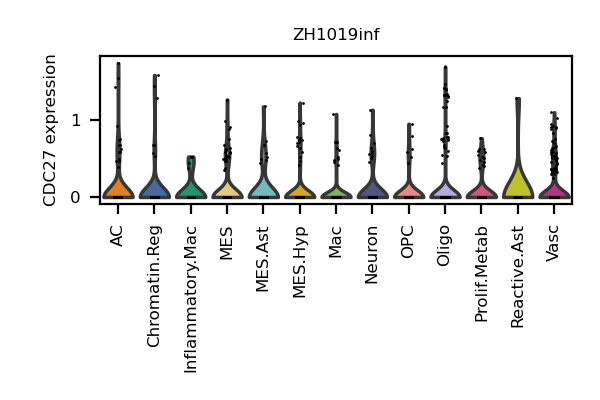 ZH1019inf
CDC27 expression
1
0
AC
Chromatin.Reg
Inflammatory.Mac
MES
MES.Ast
MES.Hyp
Mac
Neuron
OPC
Oligo
Prolif.Metab
Reactive.Ast
Vasc